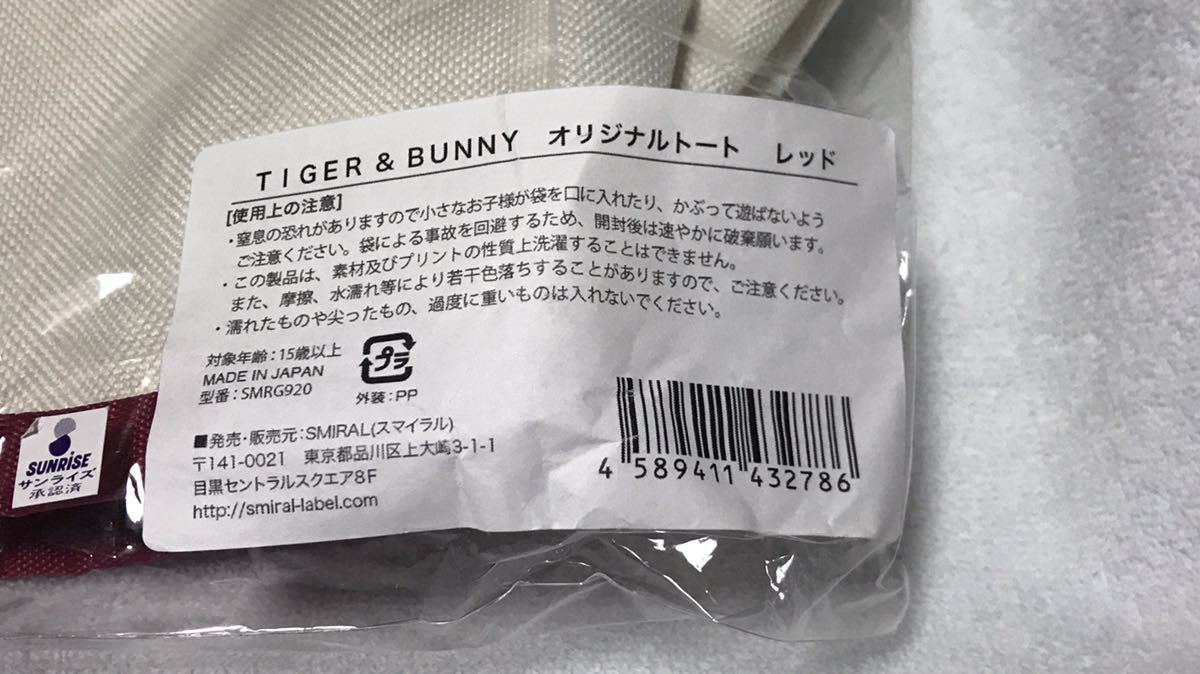 TIGER & BUNNY オリジナルトート レッド
[使用上の注意]
・窒息の恐れがありますので小さなお子様が袋を口に入れたり、かぶって遊ばないよう
ご注意ください。袋による事故を回避するため、開封後は速やかに破棄願います。
・この製品は、素材及びプリントの性質上洗濯することはできません。
また、摩擦、水濡れ等により若干色落ちすることがありますので、ご注意ください。
・濡れたものや尖ったもの、過度に重いものは入れないでください。
対象年齢：15歳以上
MADE IN JAPAN
型番：SMRG920
プラ
外装：PP
■発売・販売元：SMIRAL(スマイラル)
〒141-0021 東京都品川区上大崎3-1-1
目黒セントラルスクエア8F
http://smiral-label.com
4 589411 432786
SUNRISE
サンライズ
承認済